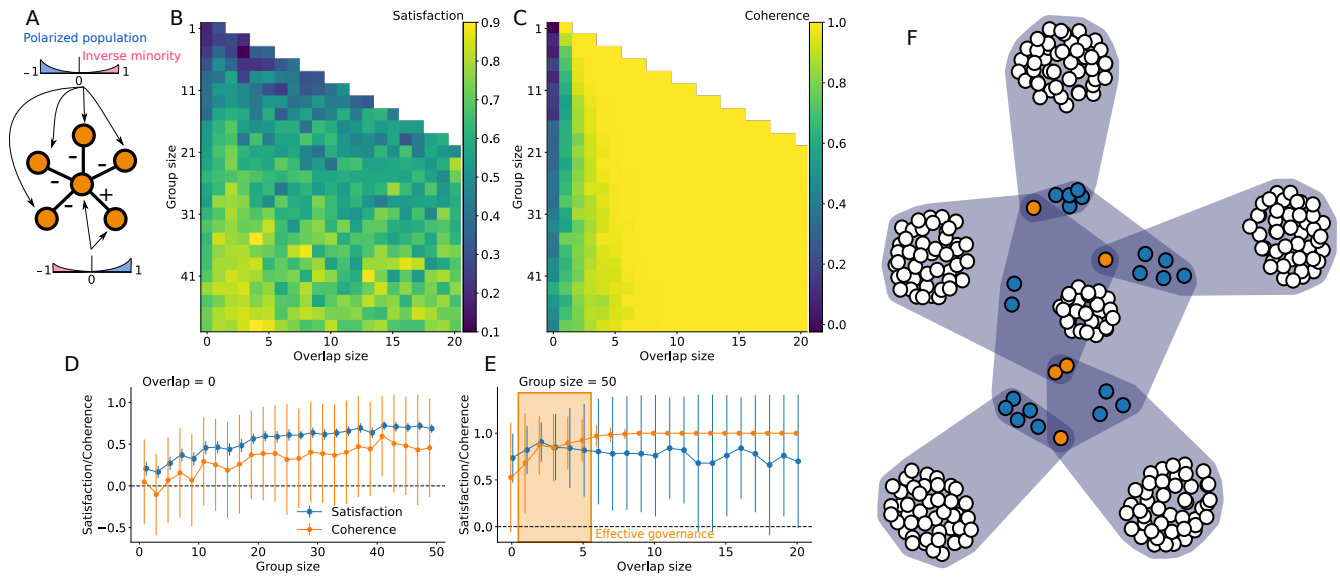 A
Polarized population
Inverse minority
−1
0
1
-
-
-
-
+
−1
0
1
B
Satisfaction
Group size
1
11
21
31
41
0
5
10
15
20
Overlap size
0.9
0.8
0.7
0.6
0.5
0.4
0.3
0.2
0.1
C
Coherence
Group size
1
11
21
31
41
0
5
10
15
20
Overlap size
1.0
0.8
0.6
0.4
0.2
0.0
D
Overlap = 0
Satisfaction/Coherence
1.0
0.5
0.0
−0.5
Satisfaction
Coherence
0
10
20
30
40
50
Group size
E
Group size = 50
Satisfaction/Coherence
1.0
0.5
0.0
Effective governance
0
5
10
15
20
Overlap size
F